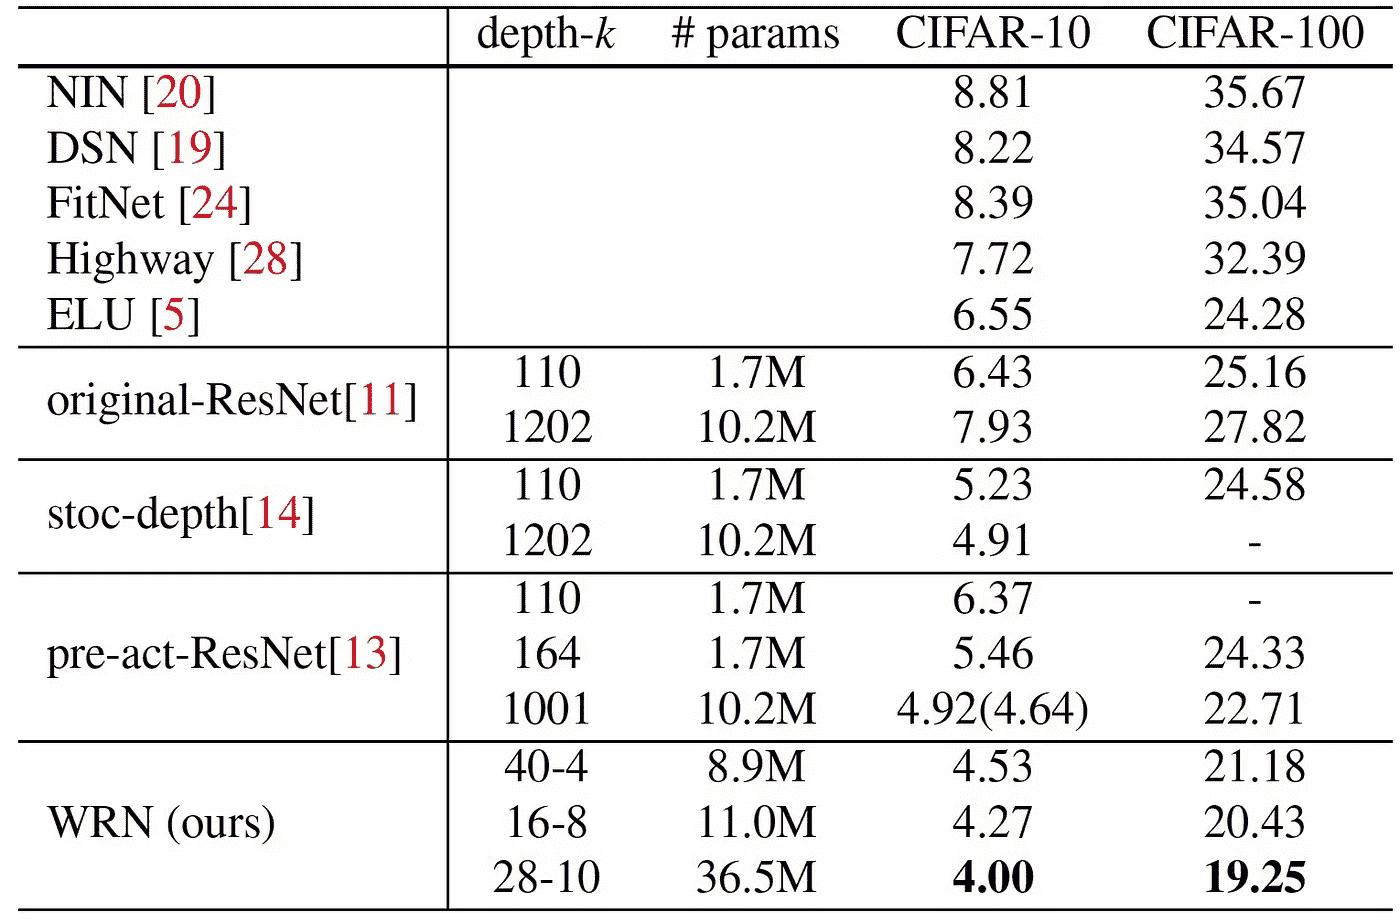 depth-k # params CIFAR-10 CIFAR-100
NIN [20] 8.81 35.67
DSN [19] 8.22 34.57
FitNet [24] 8.39 35.04
Highway [28] 7.72 32.39
ELU [5] 6.55 24.28
original-ResNet[11]
110 1.7M 6.43 25.16
1202 10.2M 7.93 27.82
stoc-depth[14]
110 1.7M 5.23 24.58
1202 10.2M 4.91 -
pre-act-ResNet[13]
110 1.7M 6.37 -
164 1.7M 5.46 24.33
1001 10.2M 4.92(4.64) 22.71
WRN (ours)
40-4 8.9M 4.53 21.18
16-8 11.0M 4.27 20.43
28-10 36.5M 4.00 19.25